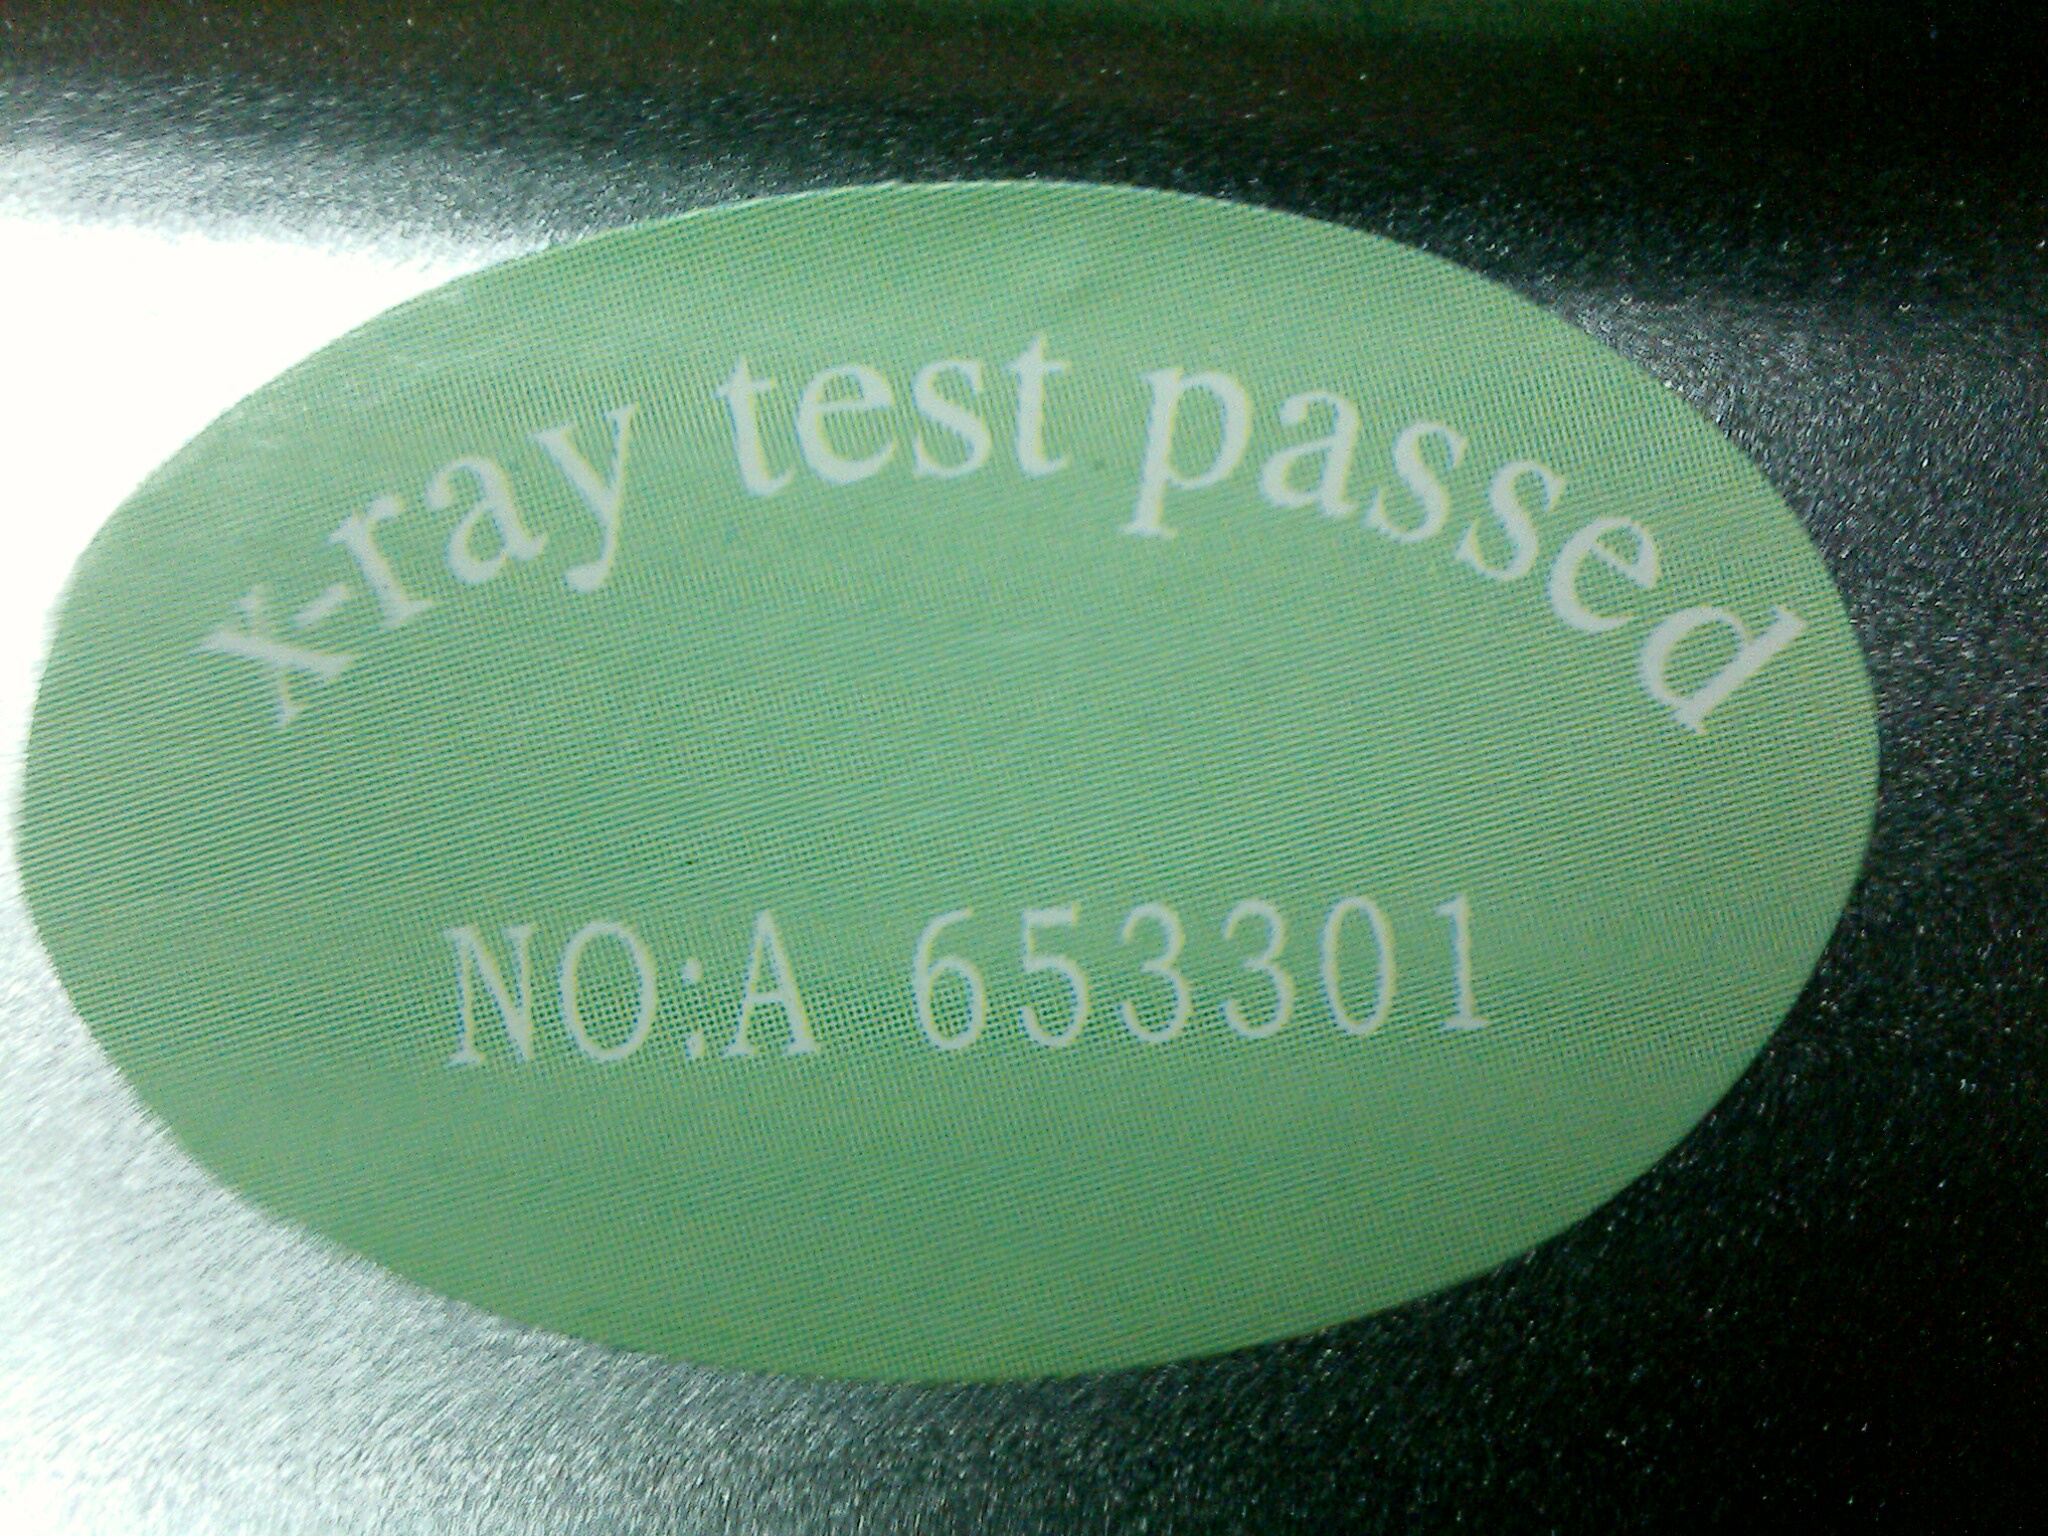 x-ray test passed
NO:A 653301